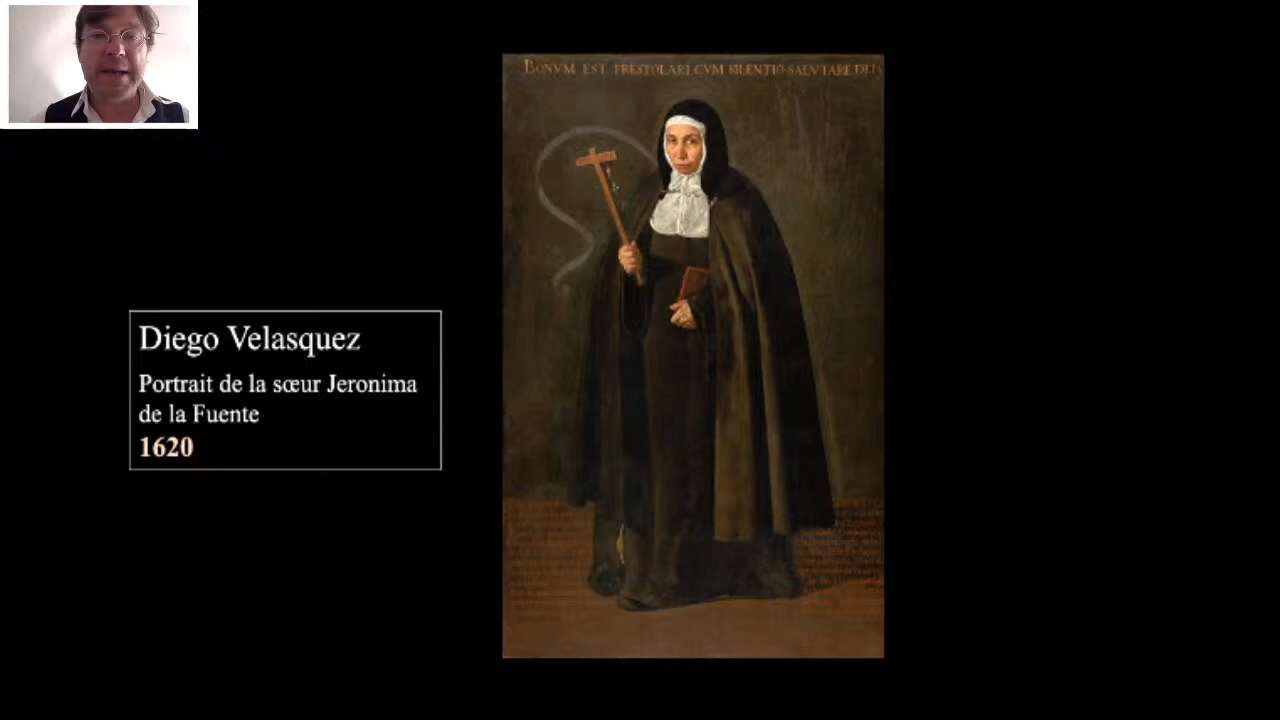 BONVM EST PRESTOLARI CVM SILENTIO SALVTARE DEI
Diego Velasquez
Portrait de la sœur Jeronima
de la Fuente
1620